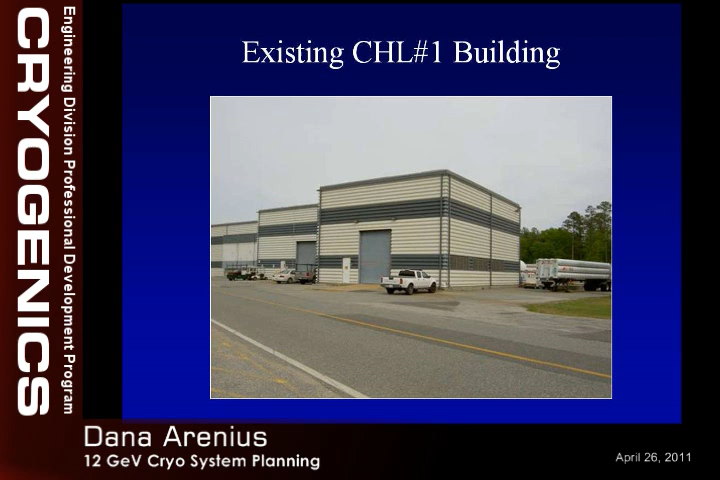 CRYOGENICS
Engineering Division Professional Development Program
Existing CHL#1 Building
Dana Arenius
12 GeV Cryo System Planning
April 26, 2011